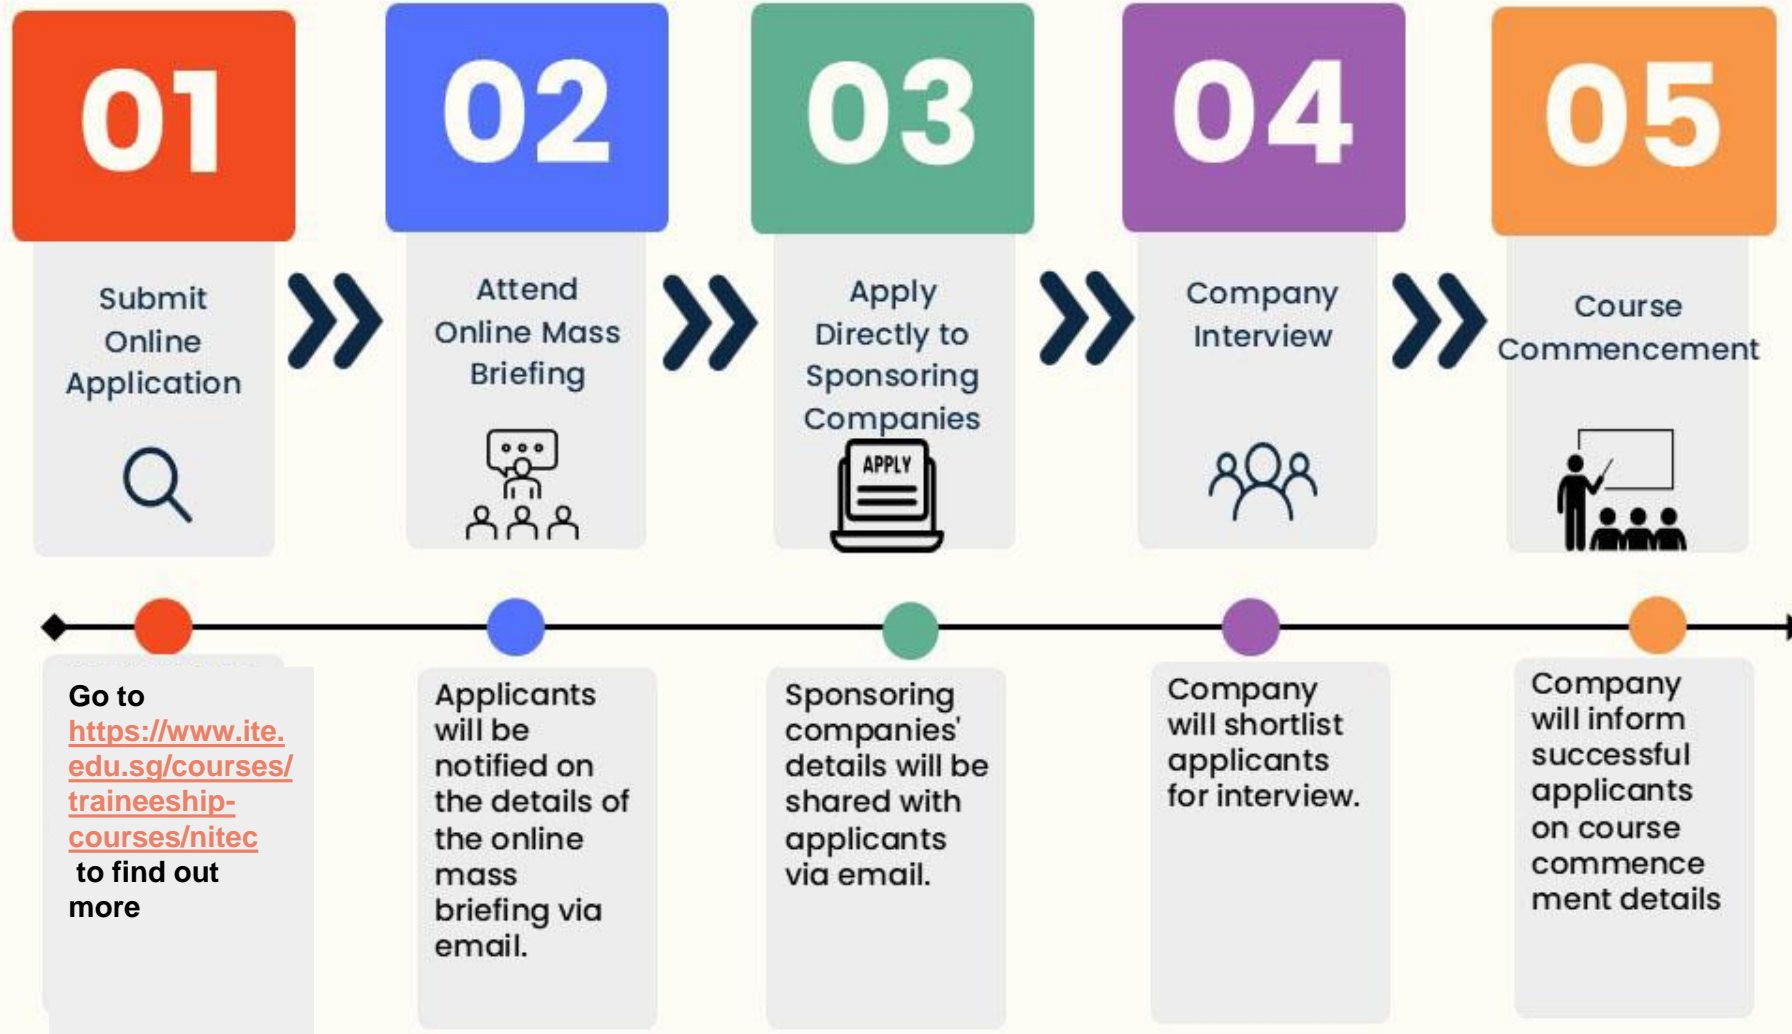 01
Submit
Online
Application
02
Attend
Online Mass
Briefing
03
Apply
Directly to
Sponsoring
Companies
APPLY
04
Company
Interview
05
Course
Commencement
Go to
https://www.ite.
edu.sg/courses/
traineeship-
courses/nitec
to find out
more
Applicants
will be
notified on
the details of
the online
mass
briefing via
email.
Sponsoring
companies'
details will be
shared with
applicants
via email.
Company
will shortlist
applicants
for interview.
Company
will inform
successful
applicants
on course
commence
ment details